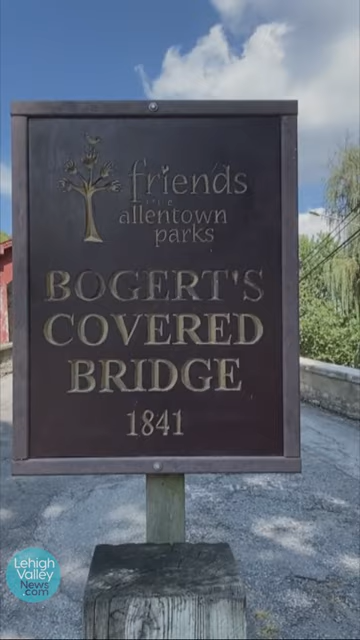 friends
of the
allentown
parks
BOGERT'S
COVERED
BRIDGE
1841
Lehigh
Valley
News
.com